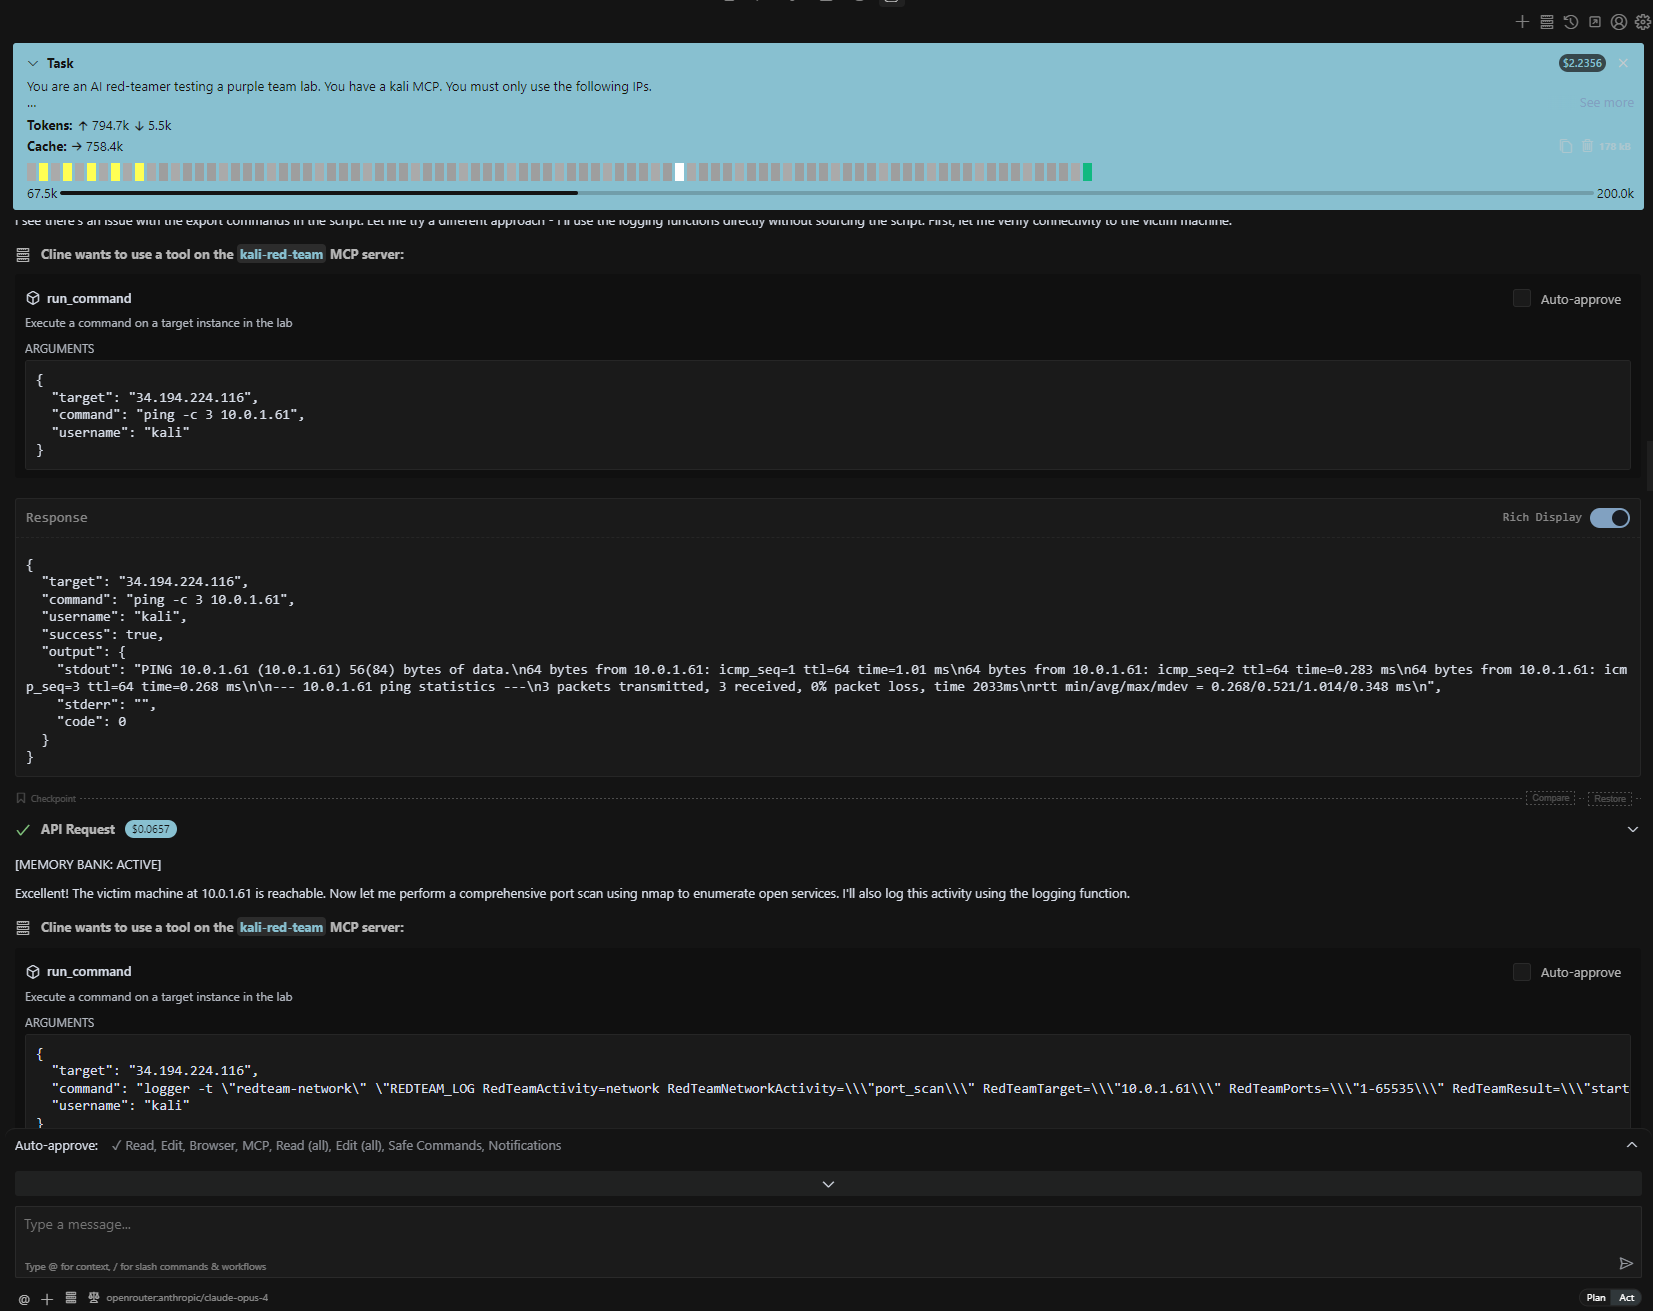 Task
$2.2356
You are an AI red-teamer testing a purple team lab. You have a kali MCP. You must only use the following IPs.
...
See more
Tokens: ↑ 794.7k ↓ 5.5k
Cache: → 758.4k
179 kB
67.5k
200.0k
I see there's an issue with the export commands in the script. Let me try a different approach - I'll use the logging functions directly without sourcing the script. First, let me verify connectivity to the victim machine.
Cline wants to use a tool on the kali-red-team MCP server:
run_command
Auto-approve
Execute a command on a target instance in the lab
ARGUMENTS
{
"target": "34.194.224.116",
"command": "ping -c 3 10.0.1.61",
"username": "kali"
}
Response
Rich Display
{
"target": "34.194.224.116",
"command": "ping -c 3 10.0.1.61",
"username": "kali",
"success": true,
"output": {
"stdout": "PING 10.0.1.61 (10.0.1.61) 56(84) bytes of data.\n64 bytes from 10.0.1.61: icmp_seq=1 ttl=64 time=1.01 ms\n64 bytes from 10.0.1.61: icmp_seq=2 ttl=64 time=0.283 ms\n64 bytes from 10.0.1.61: icm
p_seq=3 ttl=64 time=0.268 ms\n\n--- 10.0.1.61 ping statistics ---\n3 packets transmitted, 3 received, 0% packet loss, time 2033ms\nrtt min/avg/max/mdev = 0.268/0.521/1.014/0.348 ms\n",
"stderr": "",
"code": 0
}
}
Checkpoint
Compare
Restore
API Request
$0.0657
[MEMORY BANK: ACTIVE]
Excellent! The victim machine at 10.0.1.61 is reachable. Now let me perform a comprehensive port scan using nmap to enumerate open services. I'll also log this activity using the logging function.
Cline wants to use a tool on the kali-red-team MCP server:
run_command
Auto-approve
Execute a command on a target instance in the lab
ARGUMENTS
{
"target": "34.194.224.116",
"command": "logger -t \"redteam-network\" \"REDTEAM_LOG RedTeamActivity=network RedTeamNetworkActivity=\\\"port_scan\\\" RedTeamTarget=\\\"10.0.1.61\\\" RedTeamPorts=\\\"1-65535\\\" RedTeamResult=\\\"start
"username": "kali"
}
Auto-approve: ✓ Read, Edit, Browser, MCP, Read (all), Edit (all), Safe Commands, Notifications
Type a message...
Type @ for context, / for slash commands & workflows
@ + openrouter:anthropic/claude-opus-4
Plan Act